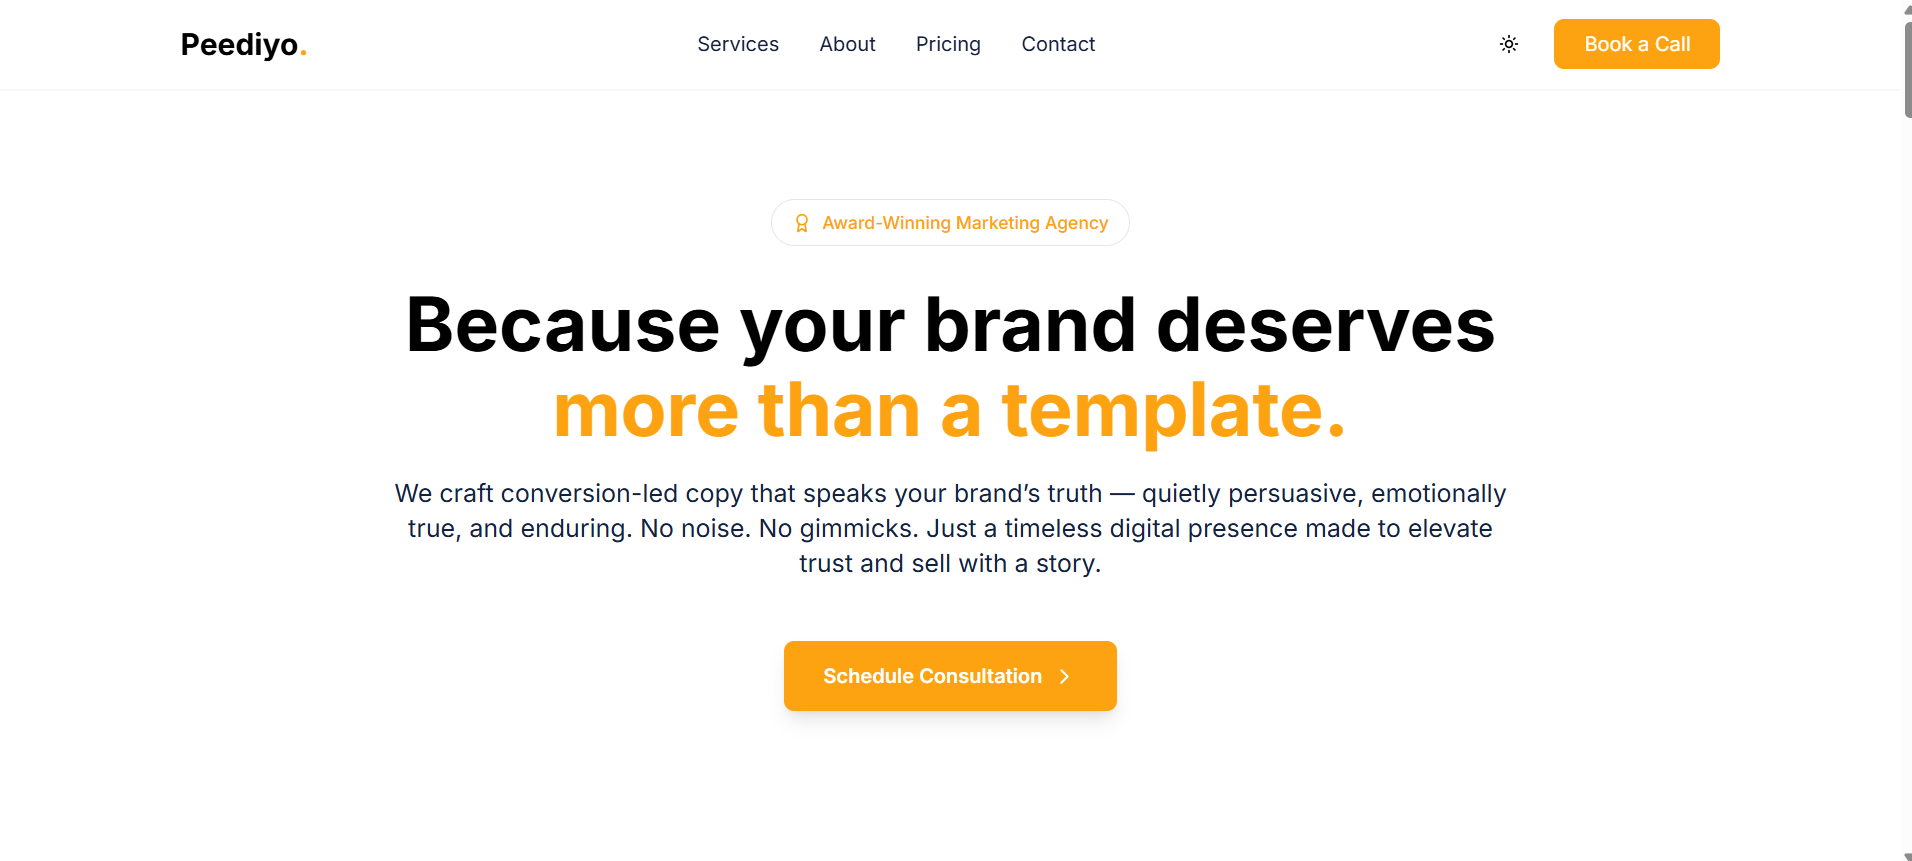 Peediyo.
Services About Pricing Contact
Book a Call
Award-Winning Marketing Agency
Because your brand deserves
more than a template.
We craft conversion-led copy that speaks your brand’s truth — quietly persuasive, emotionally
true, and enduring. No noise. No gimmicks. Just a timeless digital presence made to elevate
trust and sell with a story.
Schedule Consultation